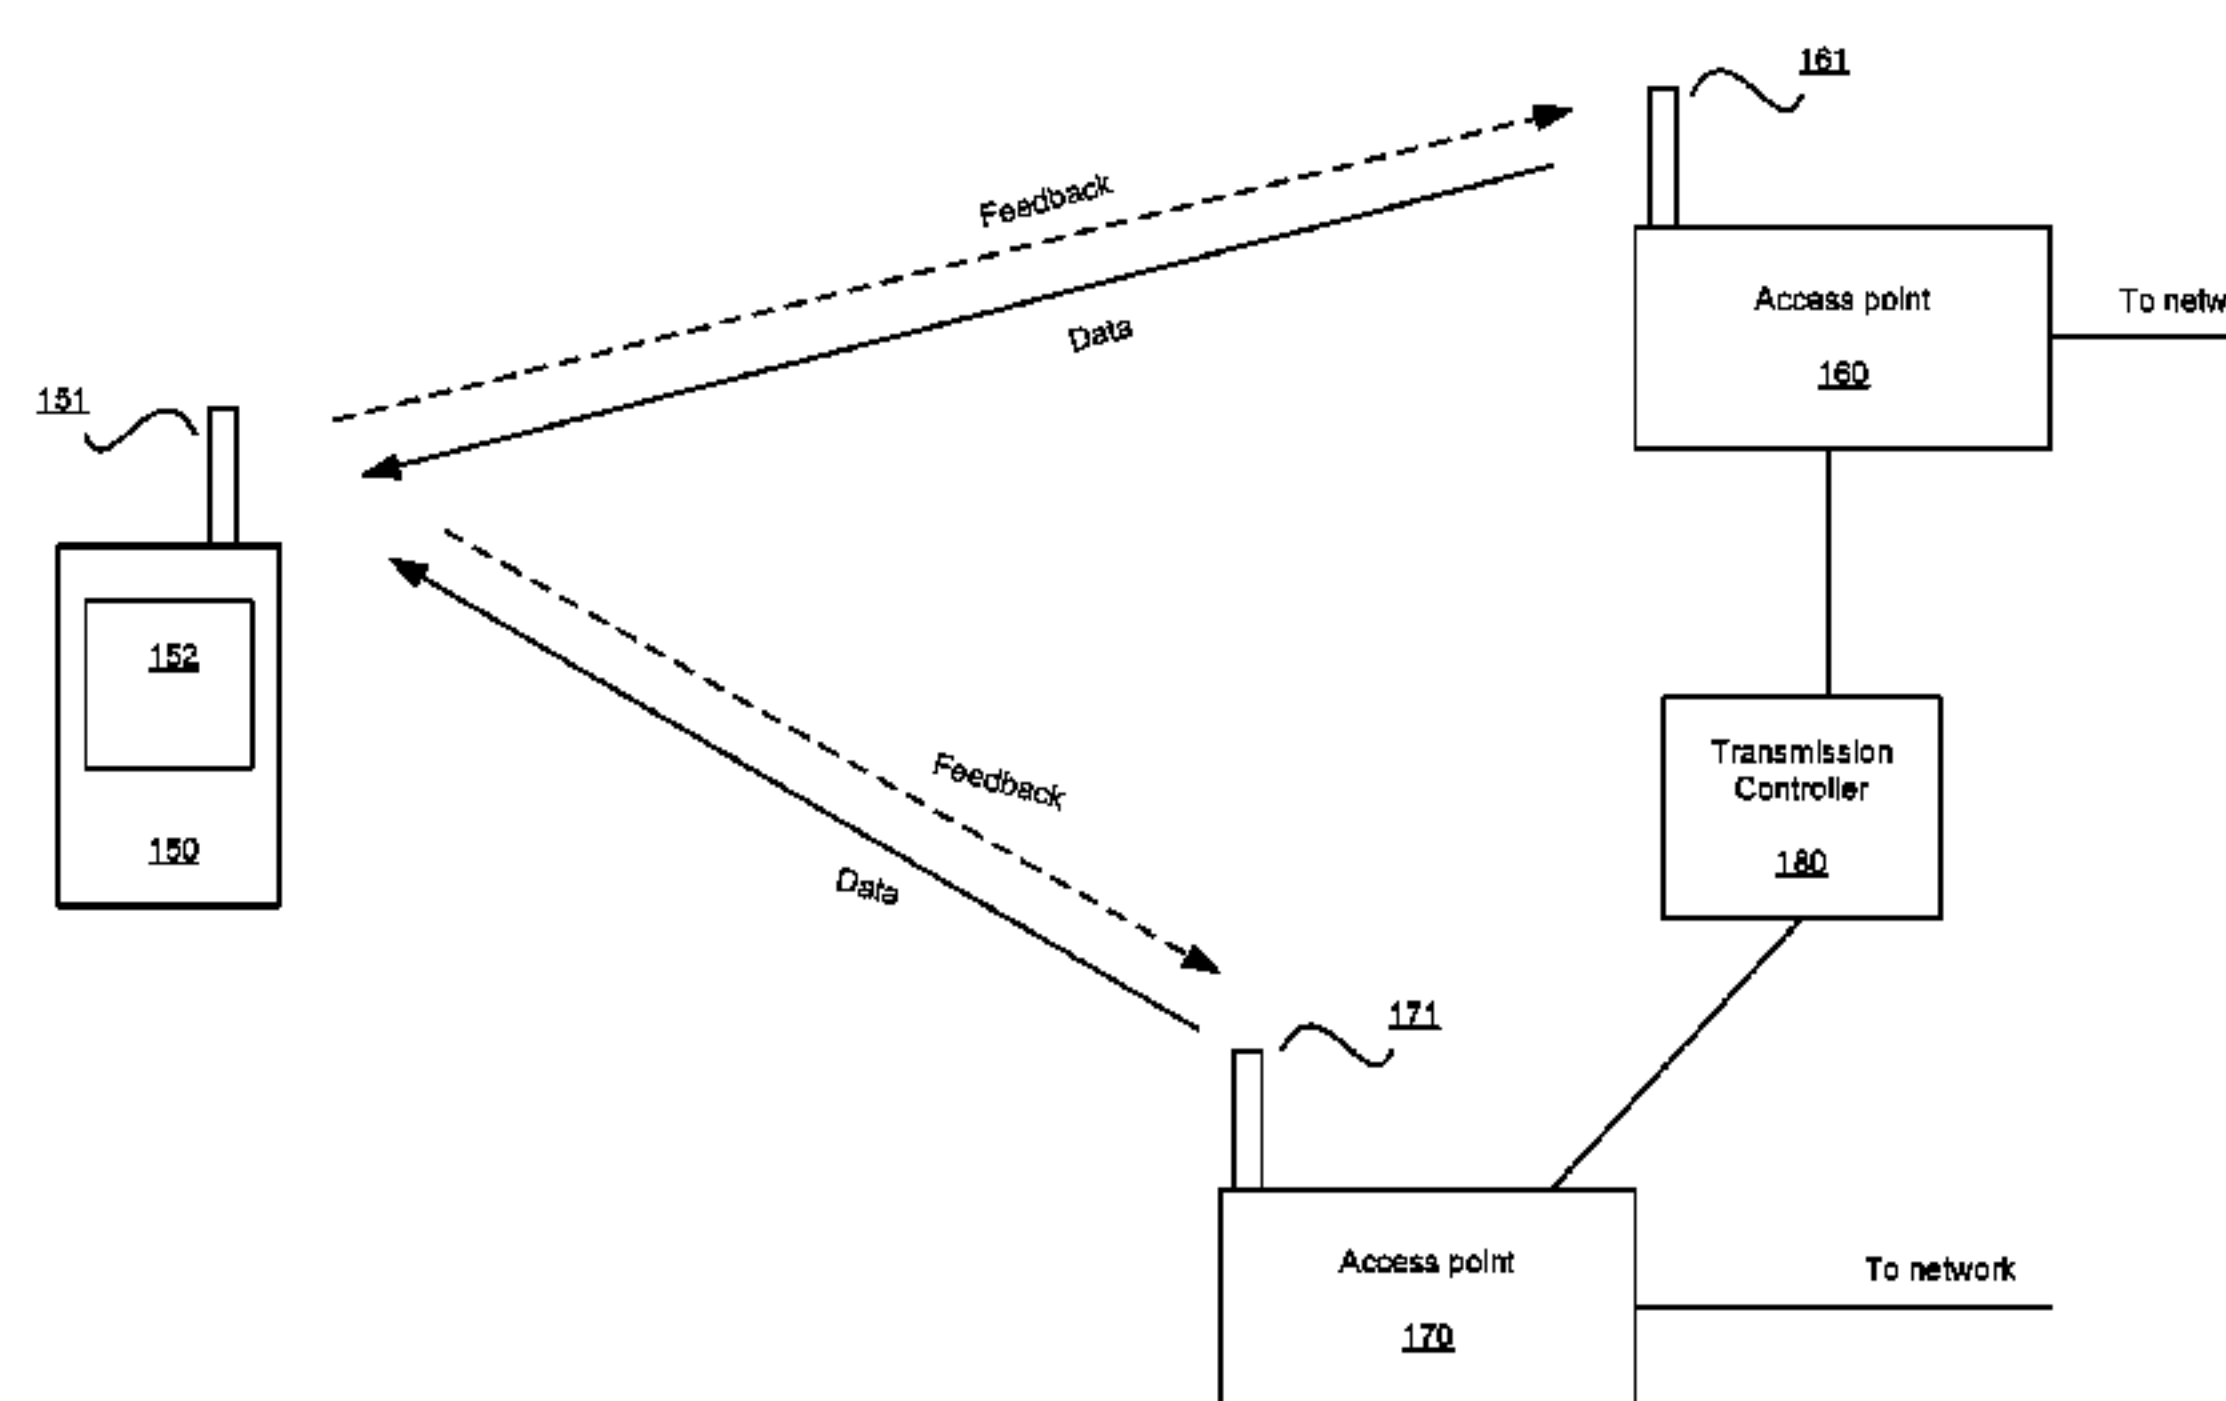 161
Feedback
Access point
To netw
Data
160
151
152
Transmission
Controller
Feedback
150
180
Data
171
Access point
To network
170